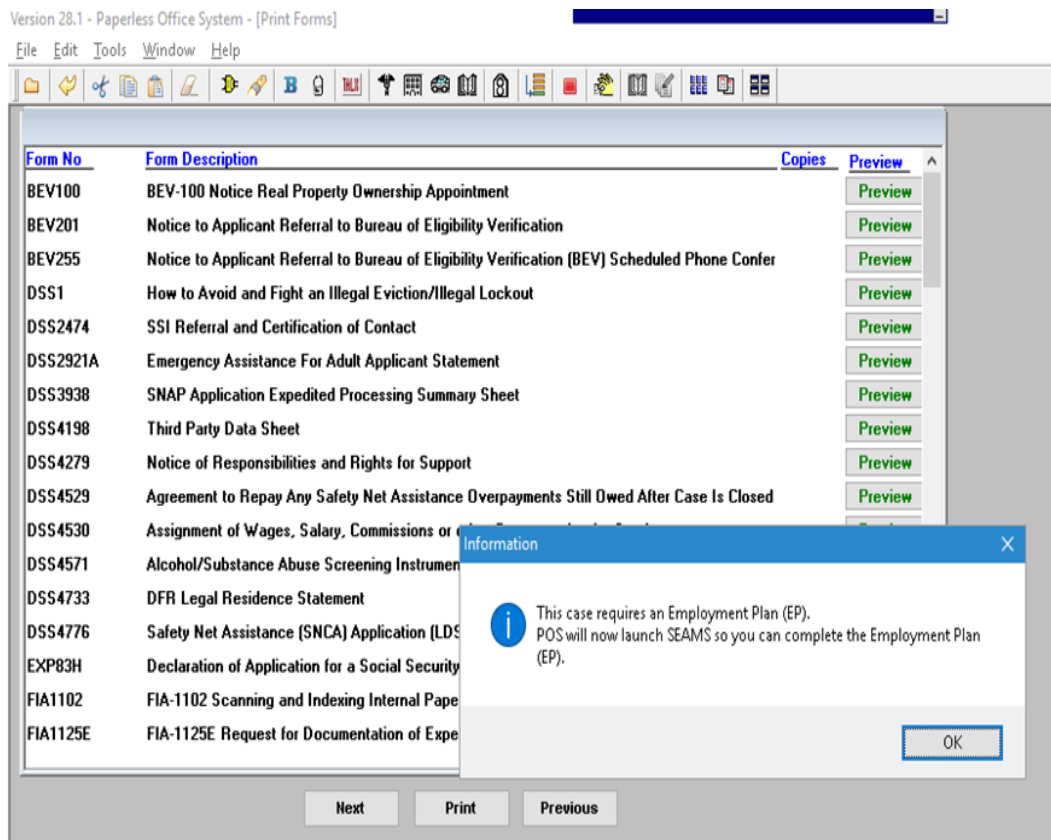 Version 28.1 - Paperless Office System - [Print Forms]
File Edit Tools Window Help
B TALX
Form No Form Description Copies Preview
BEV100 BEV-100 Notice Real Property Ownership Appointment Preview
BEV201 Notice to Applicant Referral to Bureau of Eligibility Verification Preview
BEV255 Notice to Applicant Referral to Bureau of Eligibility Verification (BEV) Scheduled Phone Confer Preview
DSS1 How to Avoid and Fight an Illegal Eviction/Illegal Lockout Preview
DSS2474 SSI Referral and Certification of Contact Preview
DSS2921A Emergency Assistance For Adult Applicant Statement Preview
DSS3938 SNAP Application Expedited Processing Summary Sheet Preview
DSS4198 Third Party Data Sheet Preview
DSS4279 Notice of Responsibilities and Rights for Support Preview
DSS4529 Agreement to Repay Any Safety Net Assistance Overpayments Still Owed After Case Is Closed Preview
DSS4530 Assignment of Wages, Salary, Commissions or
DSS4571 Alcohol/Substance Abuse Screening Instrumen
DSS4733 DFR Legal Residence Statement
DSS4776 Safety Net Assistance (SNCA) Application (LDS
EXP83H Declaration of Application for a Social Security
FIA1102 FIA-1102 Scanning and Indexing Internal Pape
FIA1125E FIA-1125E Request for Documentation of Expe
Information
This case requires an Employment Plan (EP).
POS will now launch SEAMS so you can complete the Employment Plan
(EP).
OK
Next Print Previous